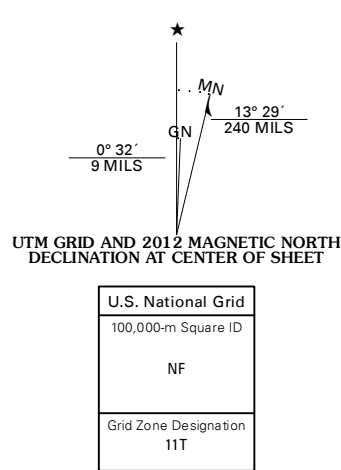 ★
MN
13° 29´
240 MILS
GN
0° 32´
9 MILS
UTM GRID AND 2012 MAGNETIC NORTH
DECLINATION AT CENTER OF SHEET
U.S. National Grid
100,000-m Square ID
NF
Grid Zone Designation
11T